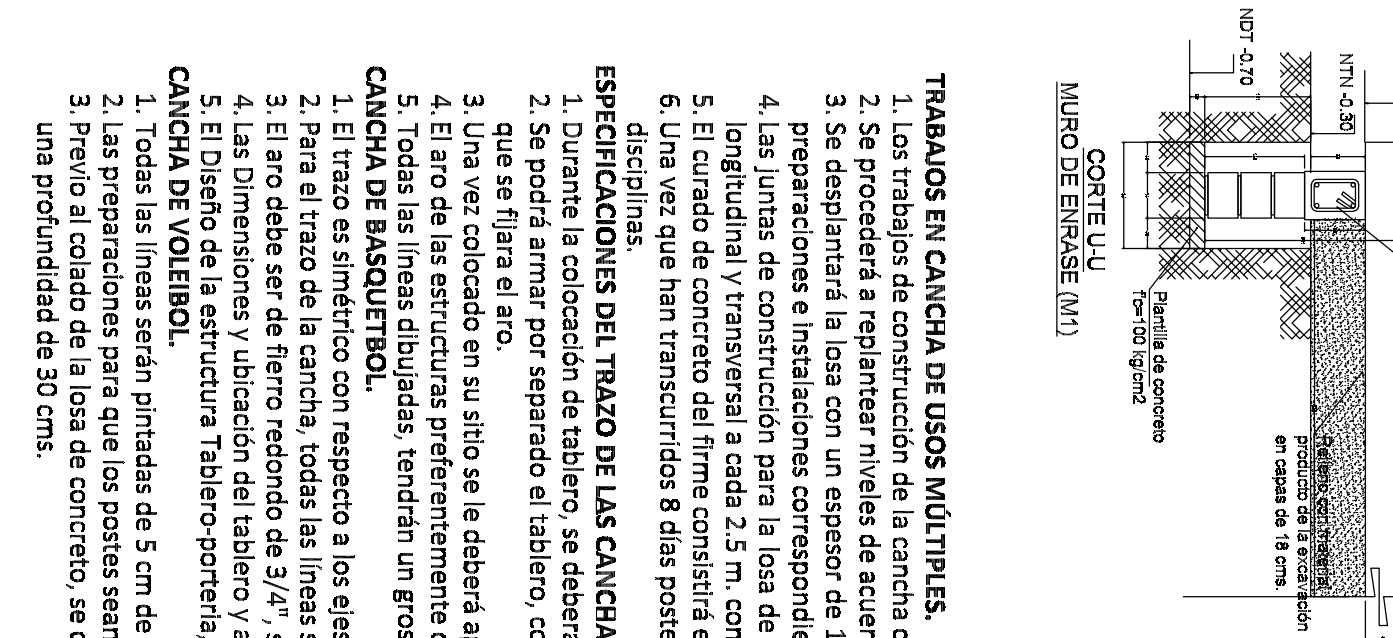 NTN -0.30
NDT -0.70
Relleno con material
producto de la excavación
en capas de 18 cms.
Plantilla de concreto
f'c=100 kg/cm2
CORTE U-U
MURO DE ENRASE (M1)
TRABAJOS EN CANCHA DE USOS MÚLTIPLES.
1. Los trabajos de construcción de la cancha
2. Se procederá a replantear niveles de
3. Se desplantará la losa con un espesor de 1
preparaciones e instalaciones
4. Las juntas de construcción para la losa de
longitudinal y transversal a cada 2.5 m.
5. El curado de concreto del firme consistirá
6. Una vez que han transcurridos 8 días
disciplinas.
ESPECIFICACIONES DEL TRAZO DE LAS CANCHA
1. Durante la colocación de tablero, se debera
2. Se podrá armar por separado el tablero,
que se fijara el aro.
3. Una vez colocado en su sitio se le deberá
4. El aro de las estructuras preferentemente
5. Todas las líneas dibujadas, tendrán un
CANCHA DE BASQUETBOL.
1. El trazo es simétrico con respecto a los ejes
2. Para el trazo de la cancha, todas las líneas
3. El aro debe ser de fierro redondo de 3/4",
4. Las Dimensiones y ubicación del tablero y
5. El Diseño de la estructura Tablero-porteria,
CANCHA DE VOLEIBOL.
1. Todas las líneas serán pintadas de 5 cm de
2. Las preparaciones para que los postes sean
3. Previo al colado de la losa de concreto, se
una profundidad de 30 cms.